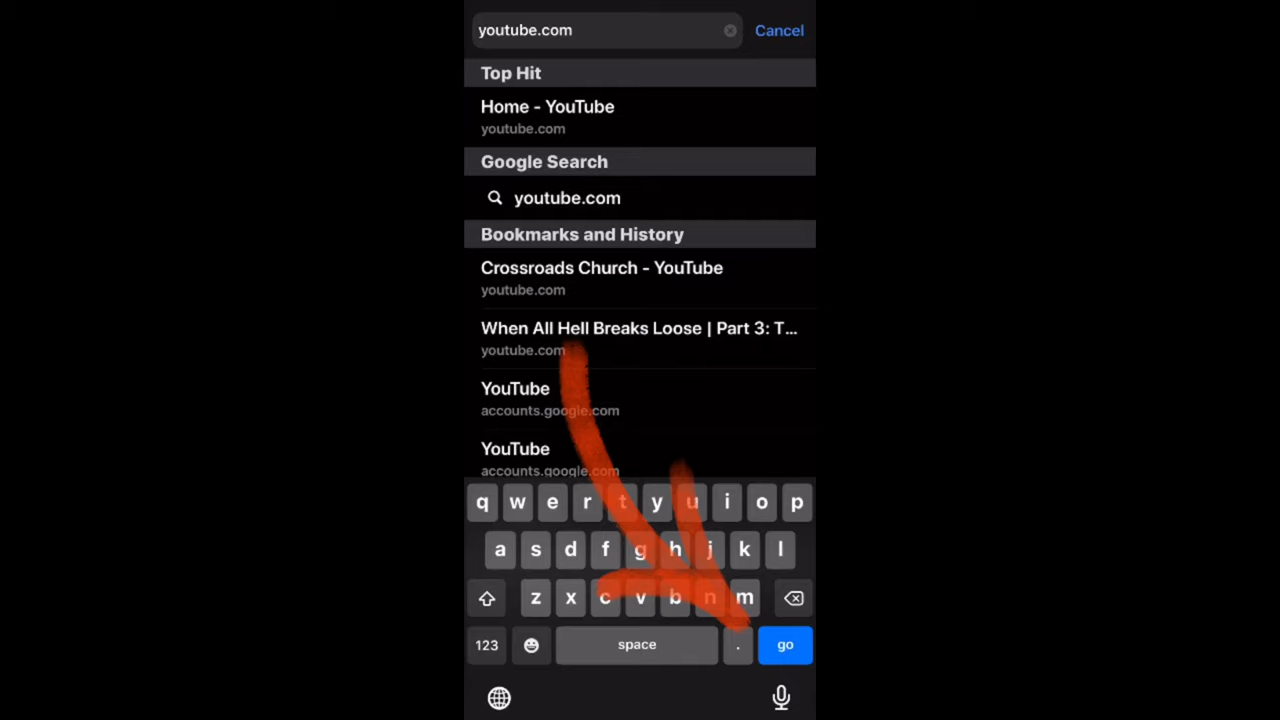 youtube.com Cancel
Top Hit
Home - YouTube
youtube.com
Google Search
youtube.com
Bookmarks and History
Crossroads Church - YouTube
youtube.com
When All Hell Breaks Loose | Part 3: T...
youtube.com
YouTube
accounts.google.com
YouTube
accounts.google.com
q w e r t y u i o p
a s d f g h j k l
z x c v b n m
123 space . go